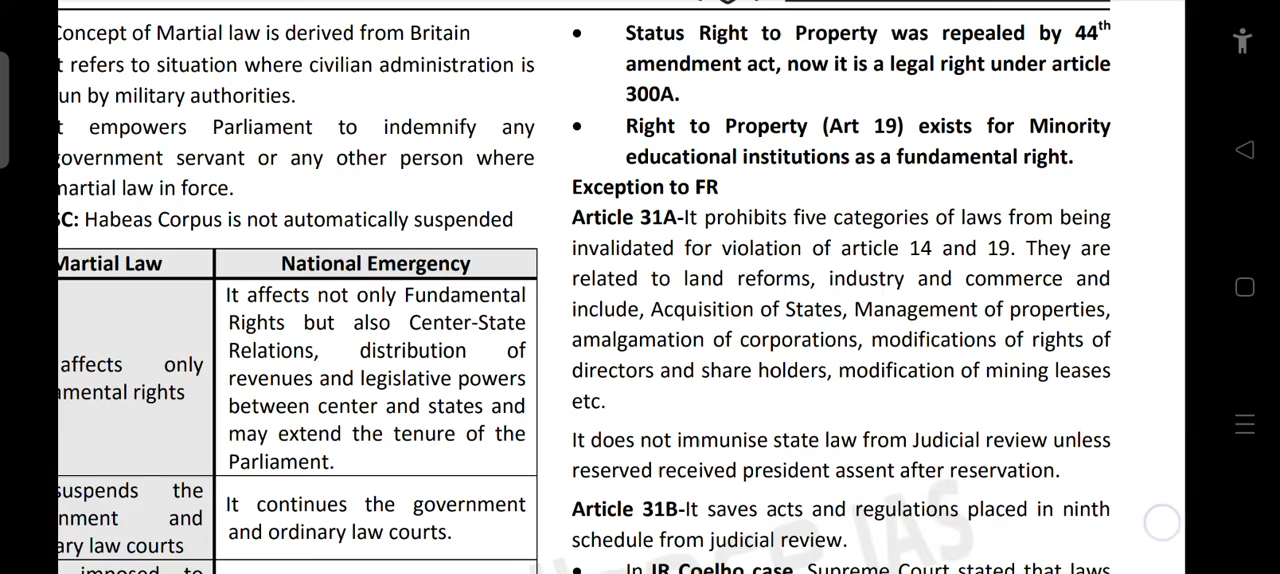 Concept of Martial law is derived from Britain
t refers to situation where civilian administration is
un by military authorities.
t empowers Parliament to indemnify any
government servant or any other person where
martial law in force.
SC: Habeas Corpus is not automatically suspended
Martial Law
National Emergency
affects only
amental rights
It affects not only Fundamental
Rights but also Center-State
Relations, distribution of
revenues and legislative powers
between center and states and
may extend the tenure of the
Parliament.
suspends the
nment and
ary law courts
It continues the government
and ordinary law courts.
imposed to
• Status Right to Property was repealed by 44th
amendment act, now it is a legal right under article
300A.
• Right to Property (Art 19) exists for Minority
educational institutions as a fundamental right.
Exception to FR
Article 31A-It prohibits five categories of laws from being
invalidated for violation of article 14 and 19. They are
related to land reforms, industry and commerce and
include, Acquisition of States, Management of properties,
amalgamation of corporations, modifications of rights of
directors and share holders, modification of mining leases
etc.
It does not immunise state law from Judicial review unless
reserved received president assent after reservation.
Article 31B-It saves acts and regulations placed in ninth
schedule from judicial review.
• In IR Coelho case, Supreme Court stated that laws
IAS